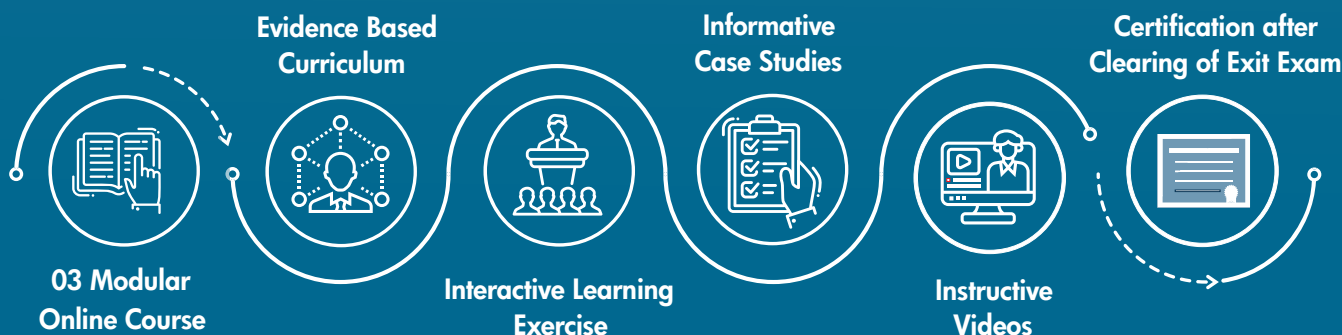 03 Modular
Online Course
Evidence Based
Curriculum
Interactive Learning
Exercise
Informative
Case Studies
Instructive
Videos
Certification after
Clearing of Exit Exam